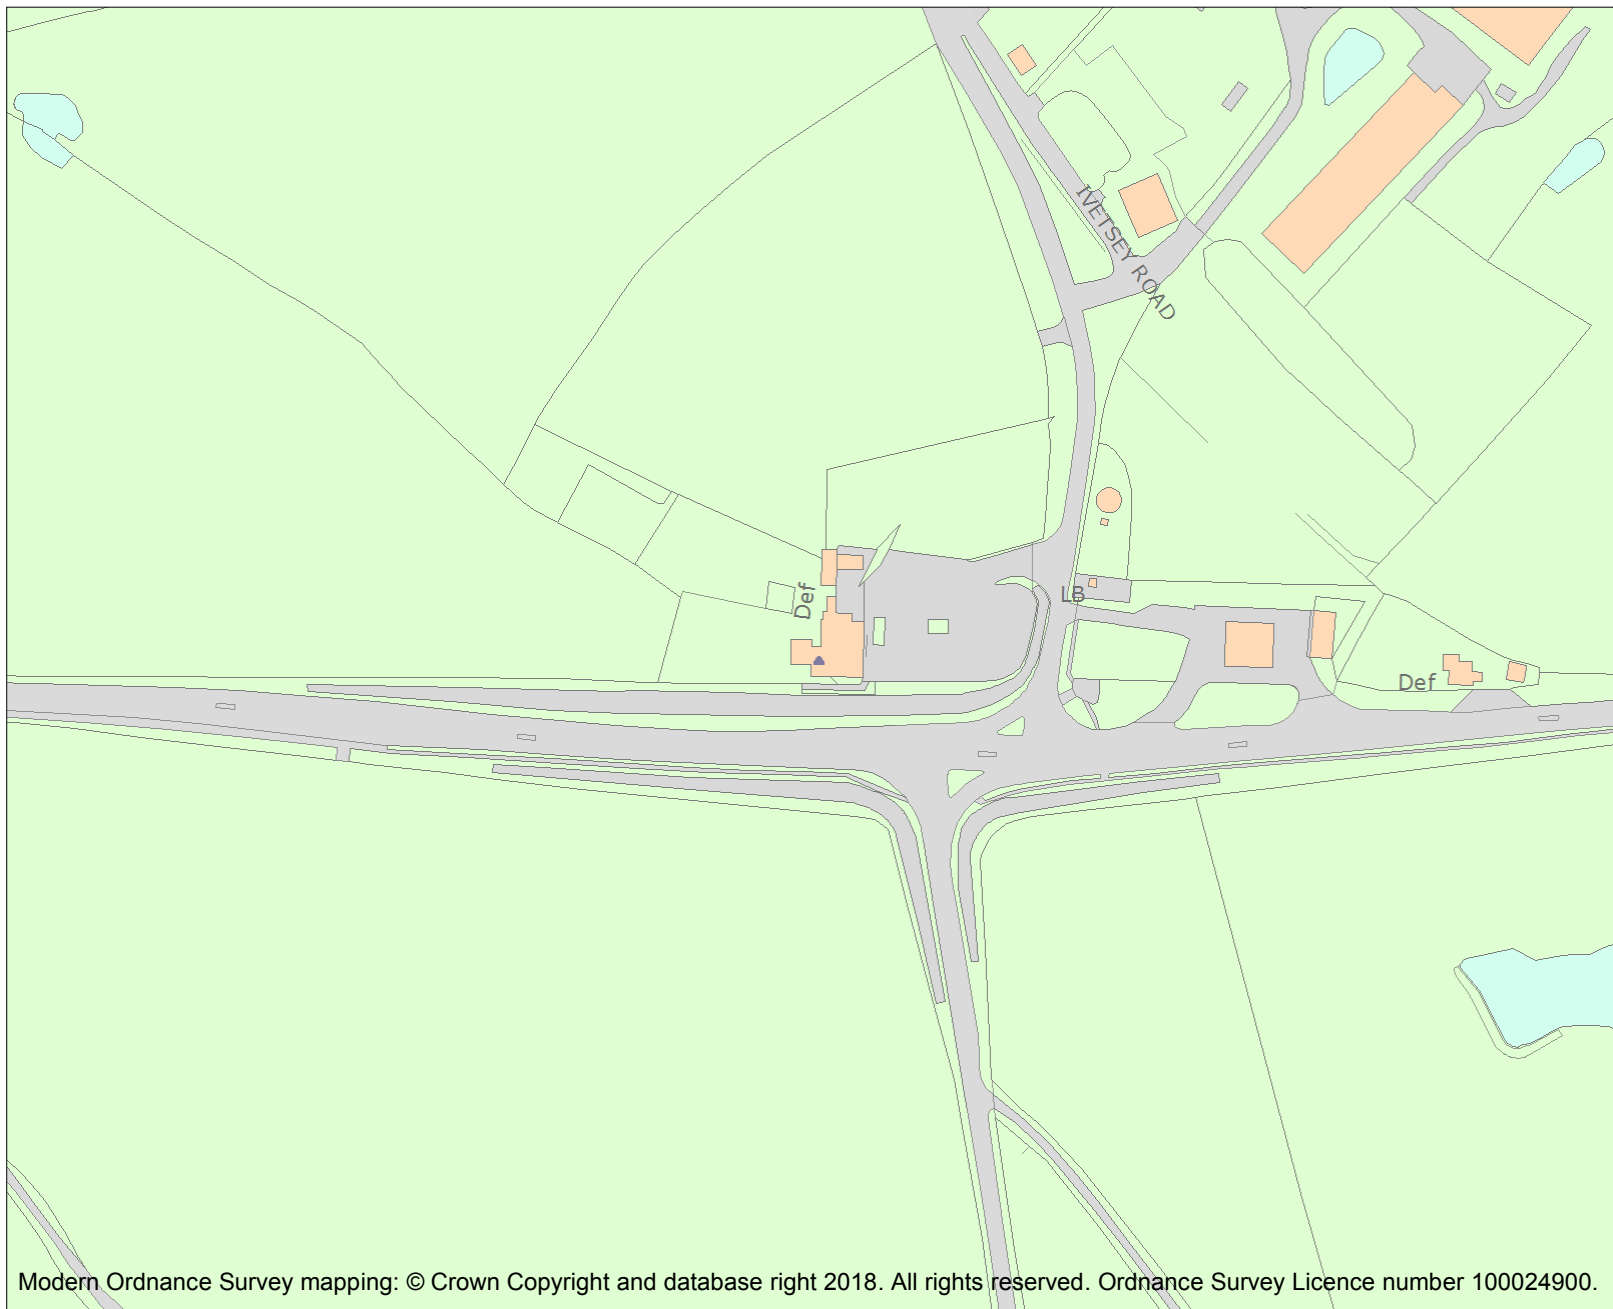 IVETSEY ROAD
Def
LB
Def
Modern Ordnance Survey mapping: © Crown Copyright and database right 2018. All rights reserved. Ordnance Survey Licence number 100024900.